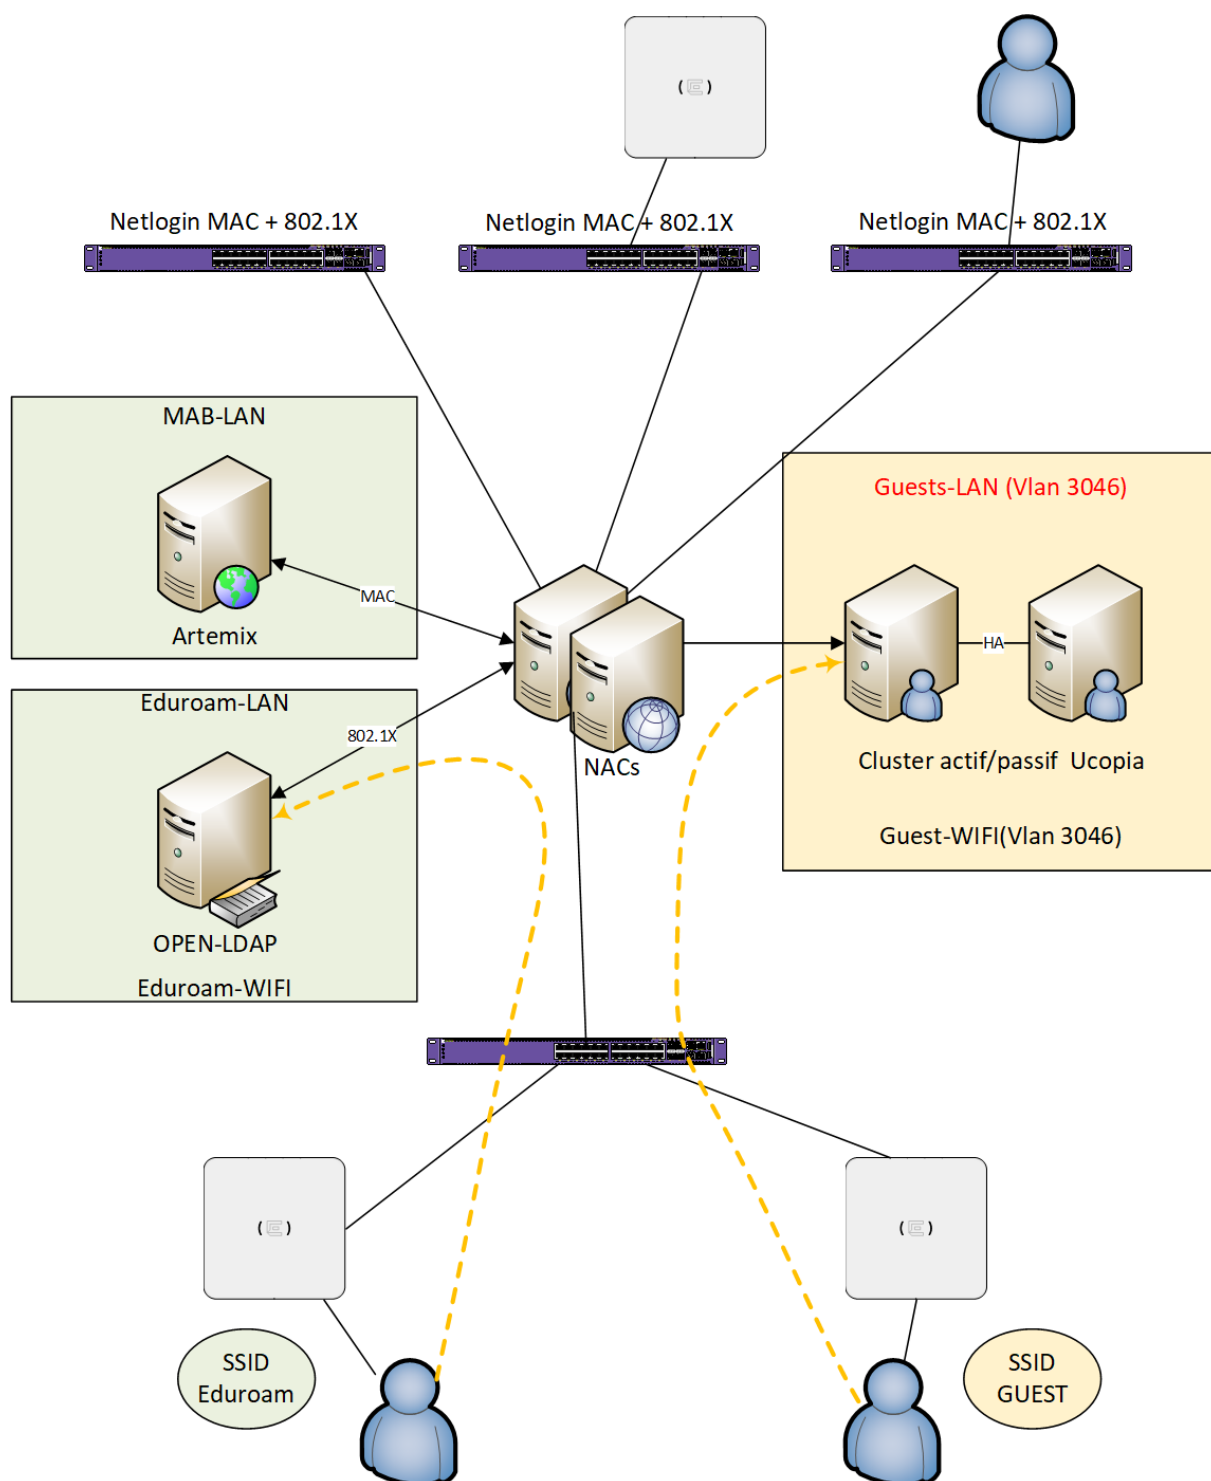 Netlogin MAC + 802.1X
Netlogin MAC + 802.1X
Netlogin MAC + 802.1X
MAB-LAN
Artemix
MAC
Guests-LAN (Vlan 3046)
HA
Cluster actif/passif Ucopia
Guest-WIFI(Vlan 3046)
Eduroam-LAN
802.1X
NACs
OPEN-LDAP
Eduroam-WIFI
SSID
Eduroam
SSID
GUEST